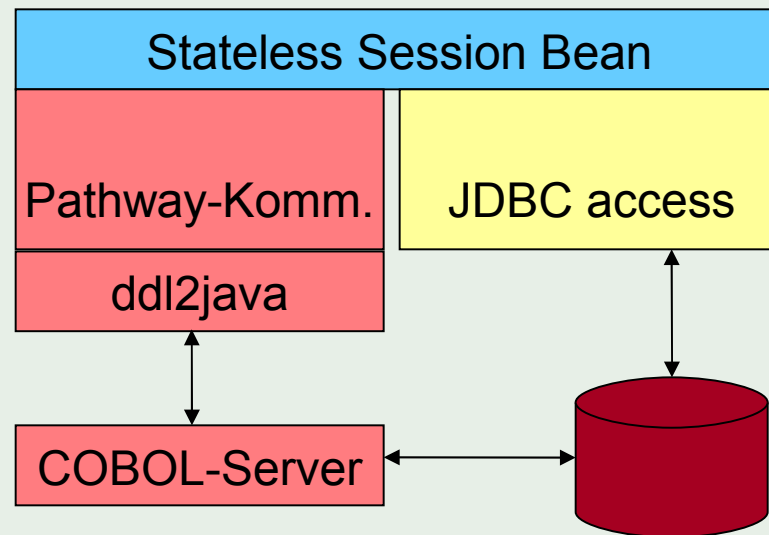 Stateless Session Bean
Pathway-Komm.
JDBC access
ddl2java
COBOL-Server